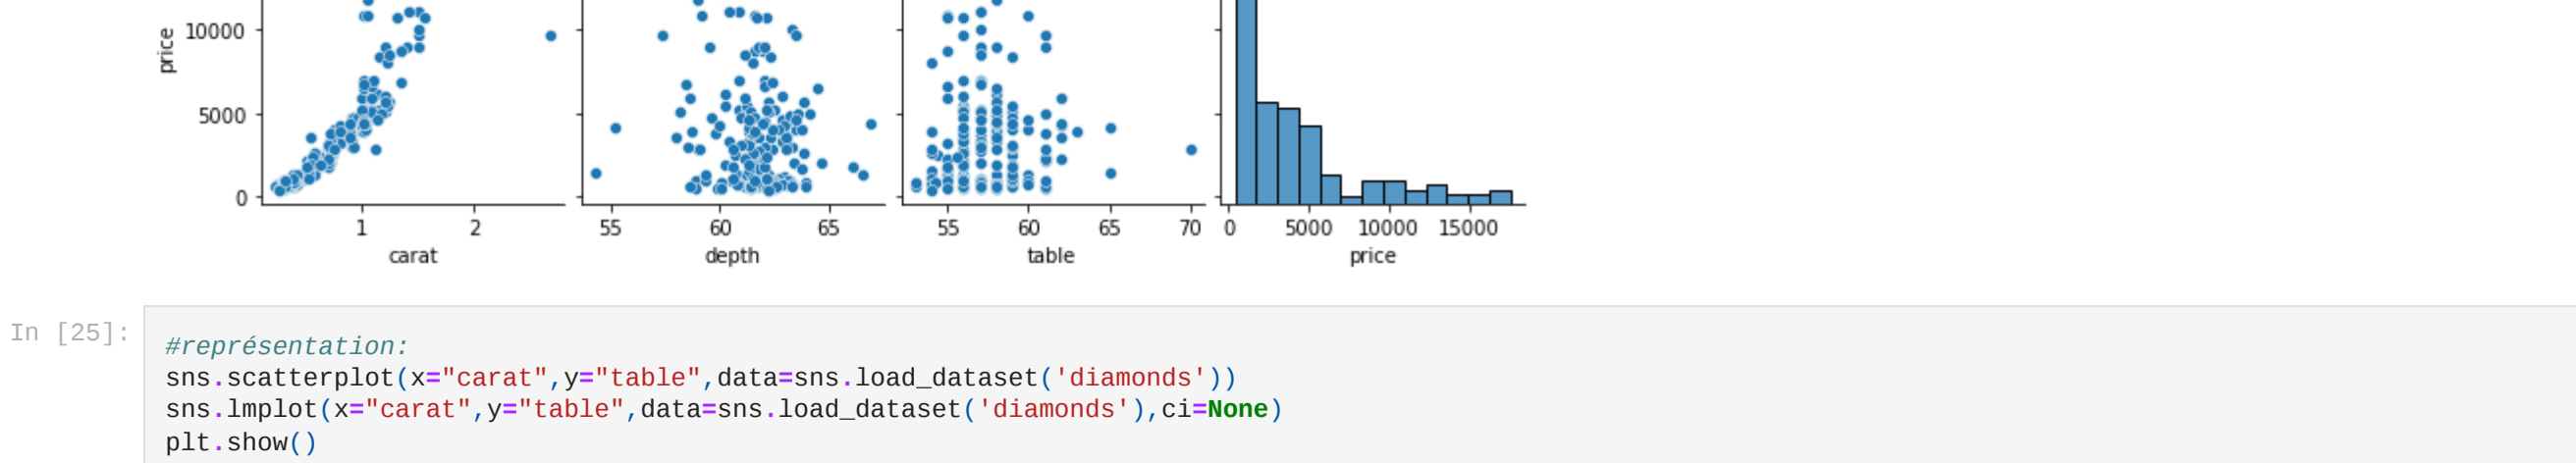 10000
price
5000
0
1 2
55 60 65
55 60 65 70
0 5000 10000 15000
carat
depth
table
price
In [25]:
#représentation:
sns.scatterplot(x="carat",y="table",data=sns.load_dataset('diamonds'))
sns.lmplot(x="carat",y="table",data=sns.load_dataset('diamonds'),ci=None)
plt.show()